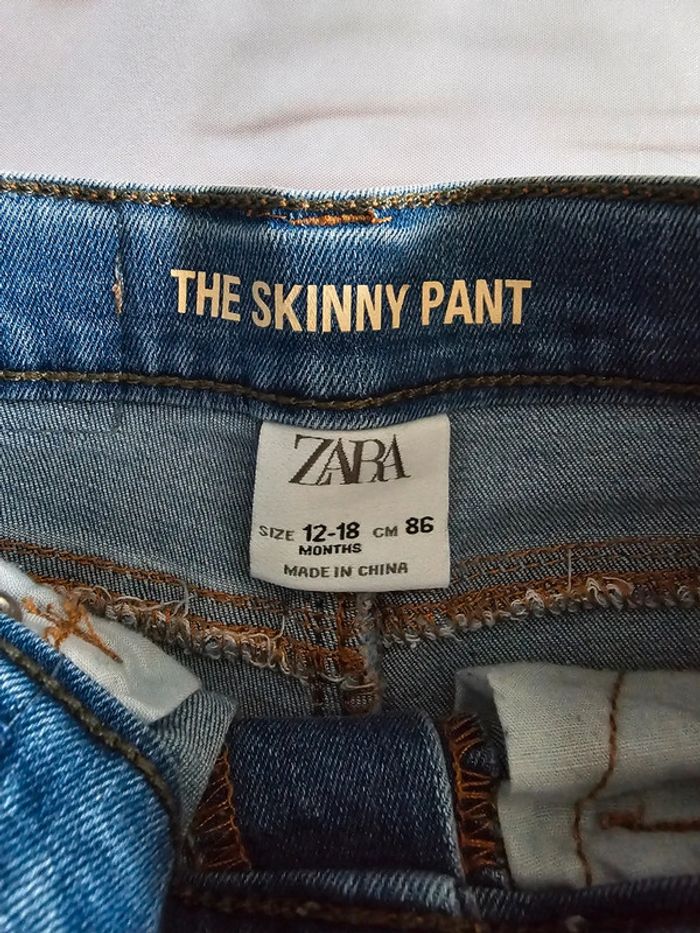 THE SKINNY PANT
ZARA
SIZE 12-18 CM 86
MONTHS
MADE IN CHINA